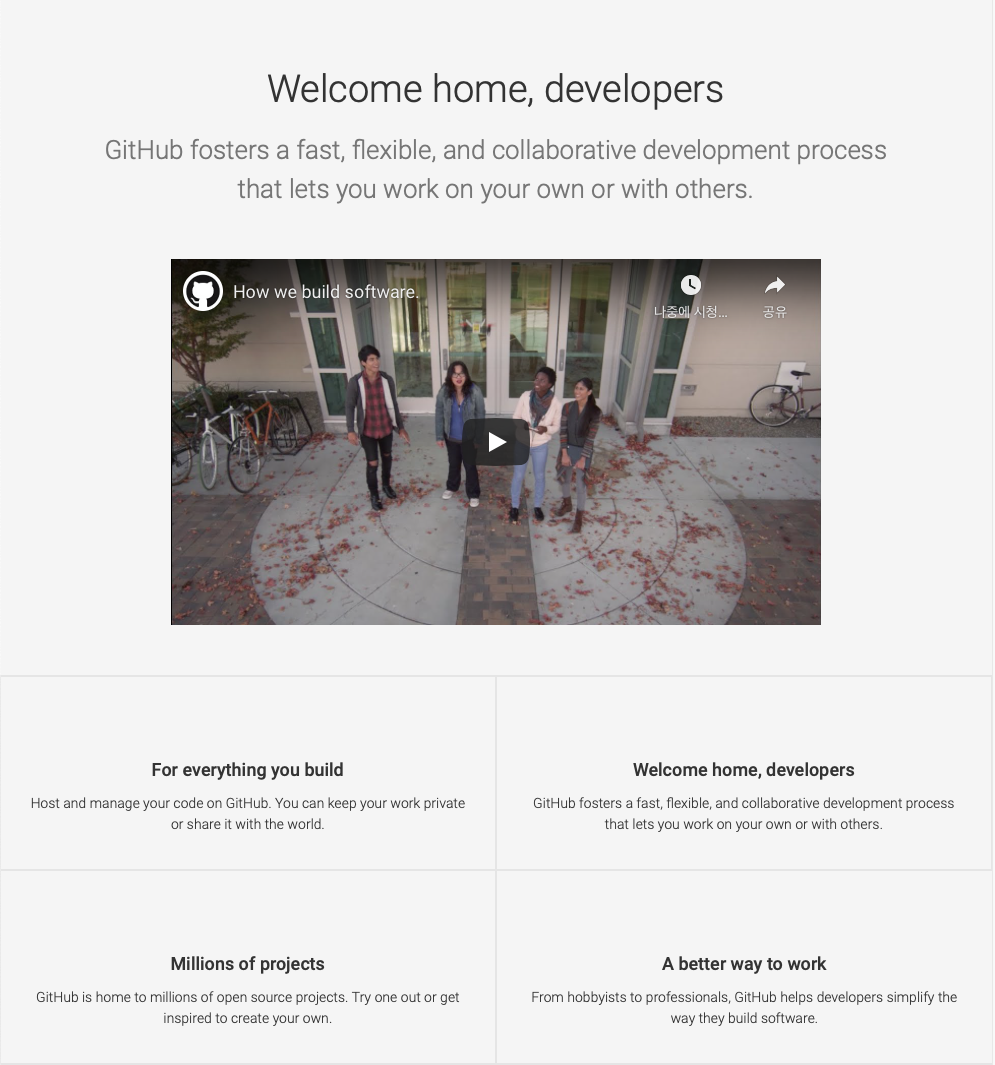 Welcome home, developers
GitHub fosters a fast, flexible, and collaborative development process
that lets you work on your own or with others.
How we build software.
나중에 시청...
공유
For everything you build
Host and manage your code on GitHub. You can keep your work private
or share it with the world.
Welcome home, developers
GitHub fosters a fast, flexible, and collaborative development process
that lets you work on your own or with others.
Millions of projects
GitHub is home to millions of open source projects. Try one out or get
inspired to create your own.
A better way to work
From hobbyists to professionals, GitHub helps developers simplify the
way they build software.